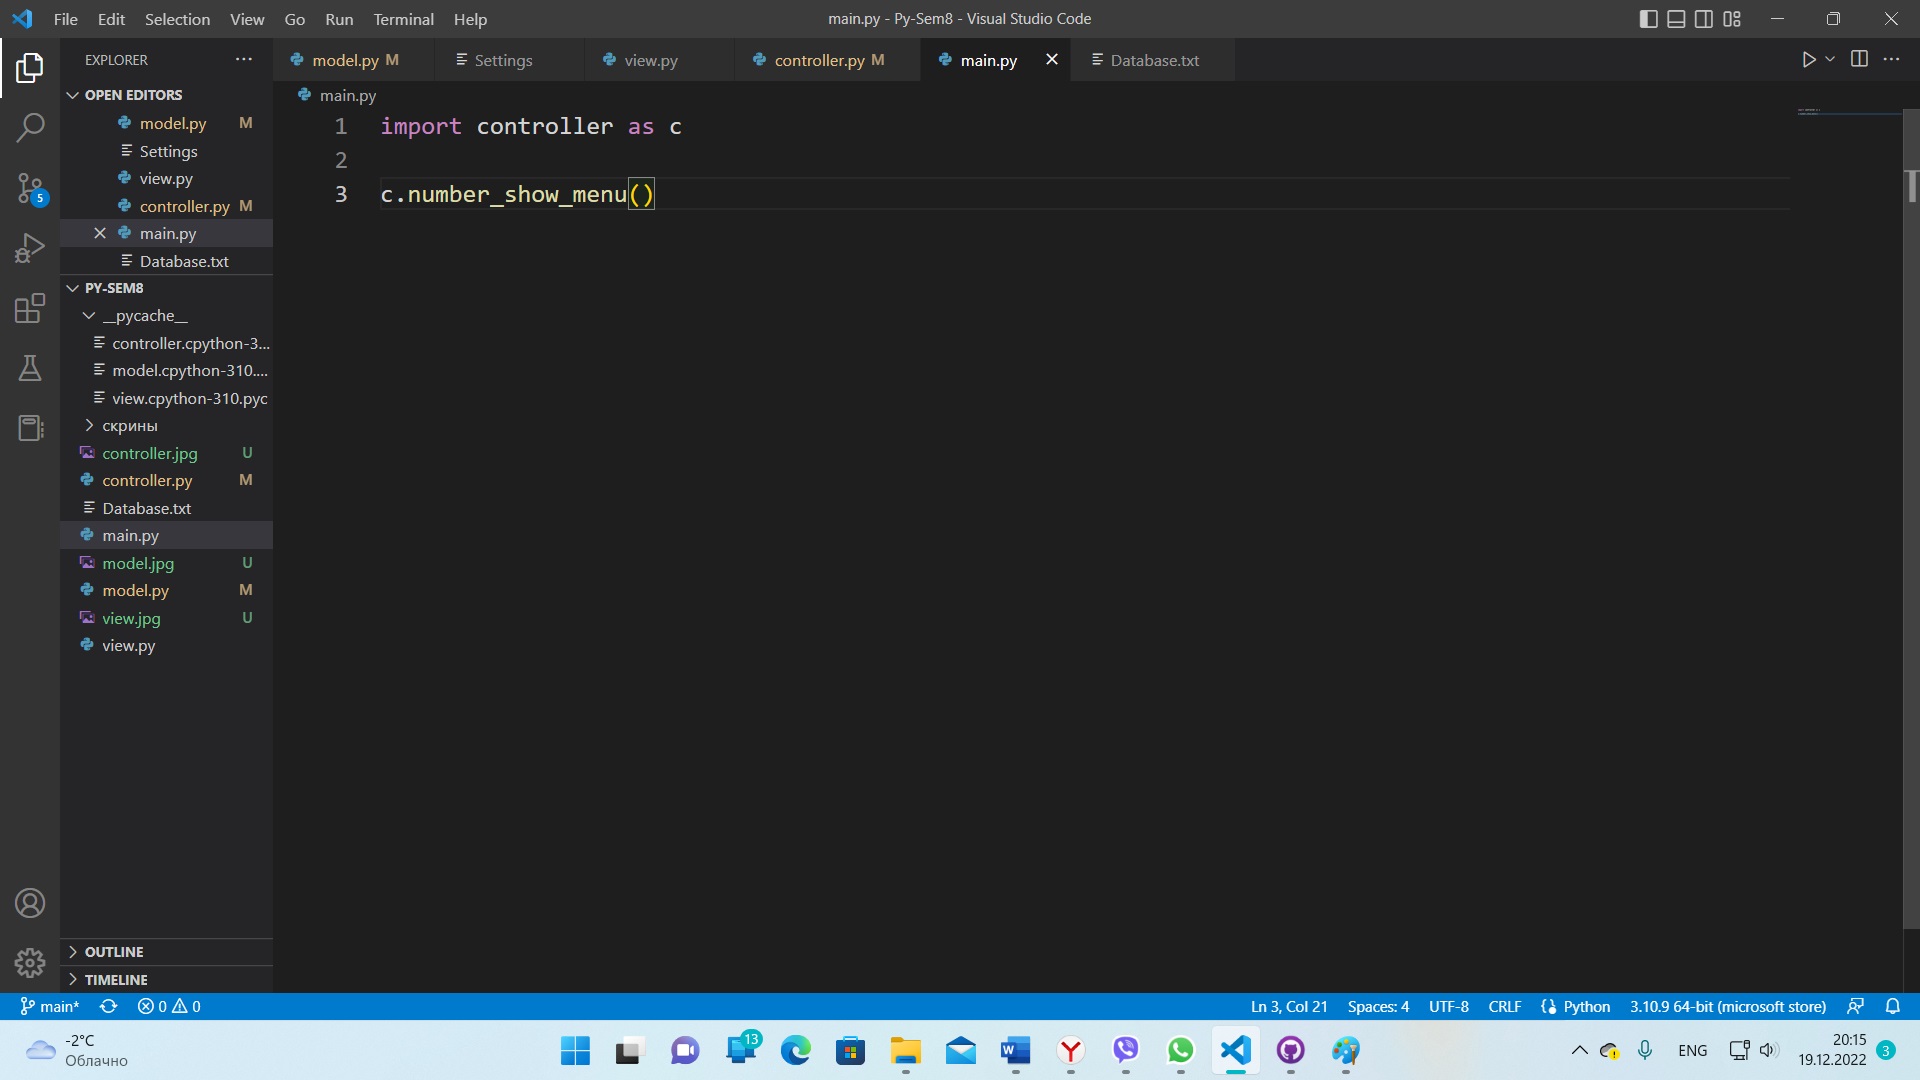 File Edit Selection View Go Run Terminal Help
main.py - Py-Sem8 - Visual Studio Code
EXPLORER
model.py M
Settings
view.py
controller.py M
main.py
Database.txt
OPEN EDITORS
model.py M
Settings
view.py
controller.py M
main.py
Database.txt
PY-SEM8
__pycache__
controller.cpython-3...
model.cpython-310....
view.cpython-310.pyc
скрины
controller.jpg U
controller.py M
Database.txt
main.py
model.jpg U
model.py M
view.jpg U
view.py
OUTLINE
TIMELINE
5
main.py
1 import controller as c
2
3 c.number_show_menu()
main* 0 0
Ln 3, Col 21 Spaces: 4 UTF-8 CRLF Python 3.10.9 64-bit (microsoft store)
-2°C
Облачно
13
W
ENG
20:15
19.12.2022
3